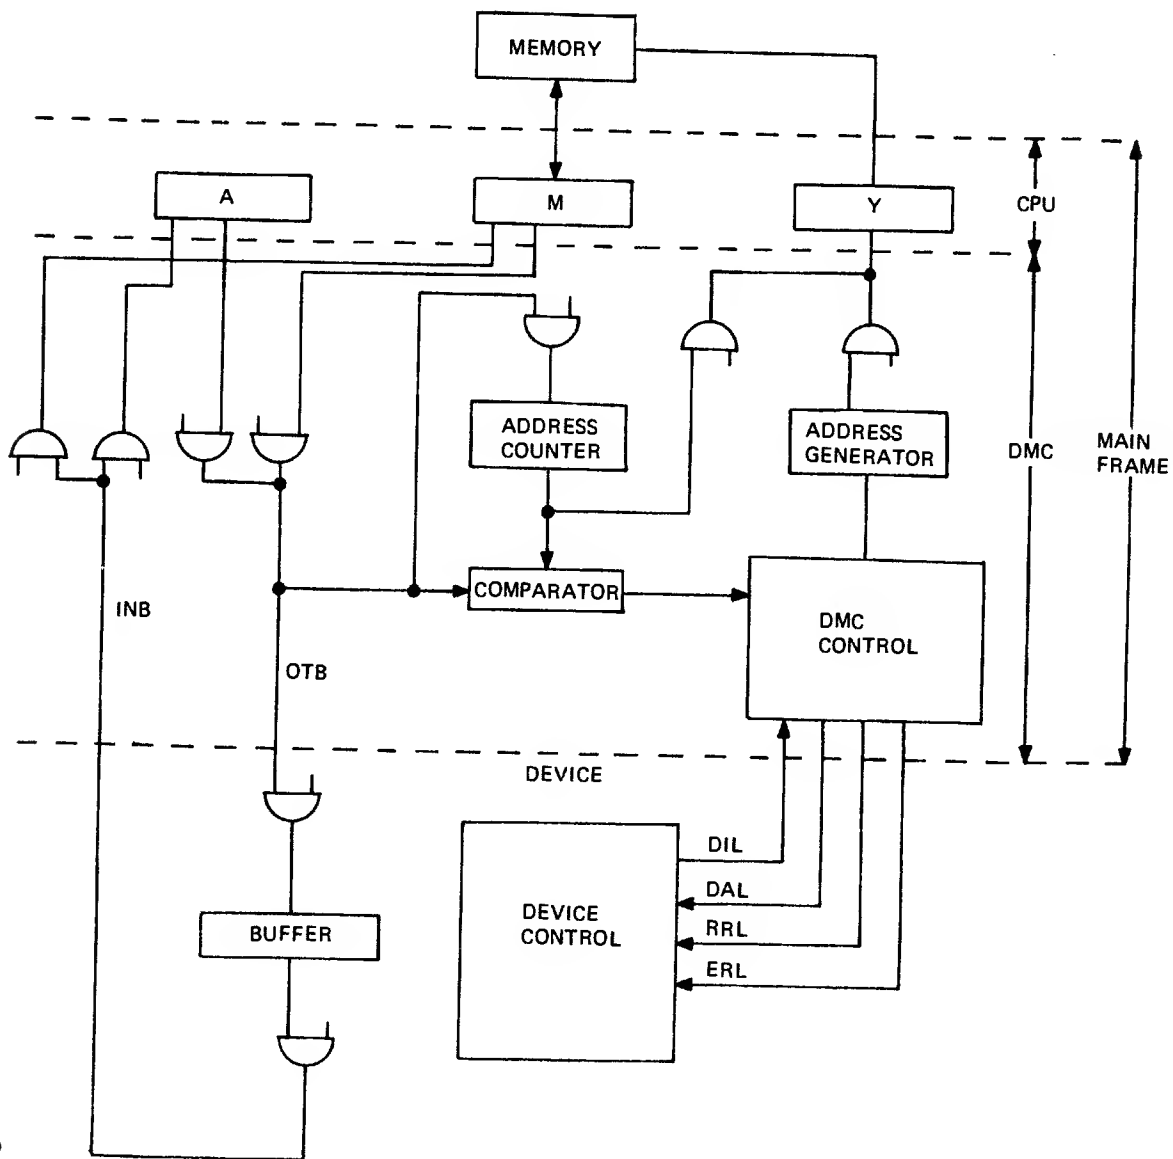 MEMORY
A
M
Y
CPU
ADDRESS
COUNTER
ADDRESS
GENERATOR
DMC
MAIN
FRAME
INB
OTB
COMPARATOR
DMC
CONTROL
DEVICE
DIL
DAL
RRL
ERL
DEVICE
CONTROL
BUFFER